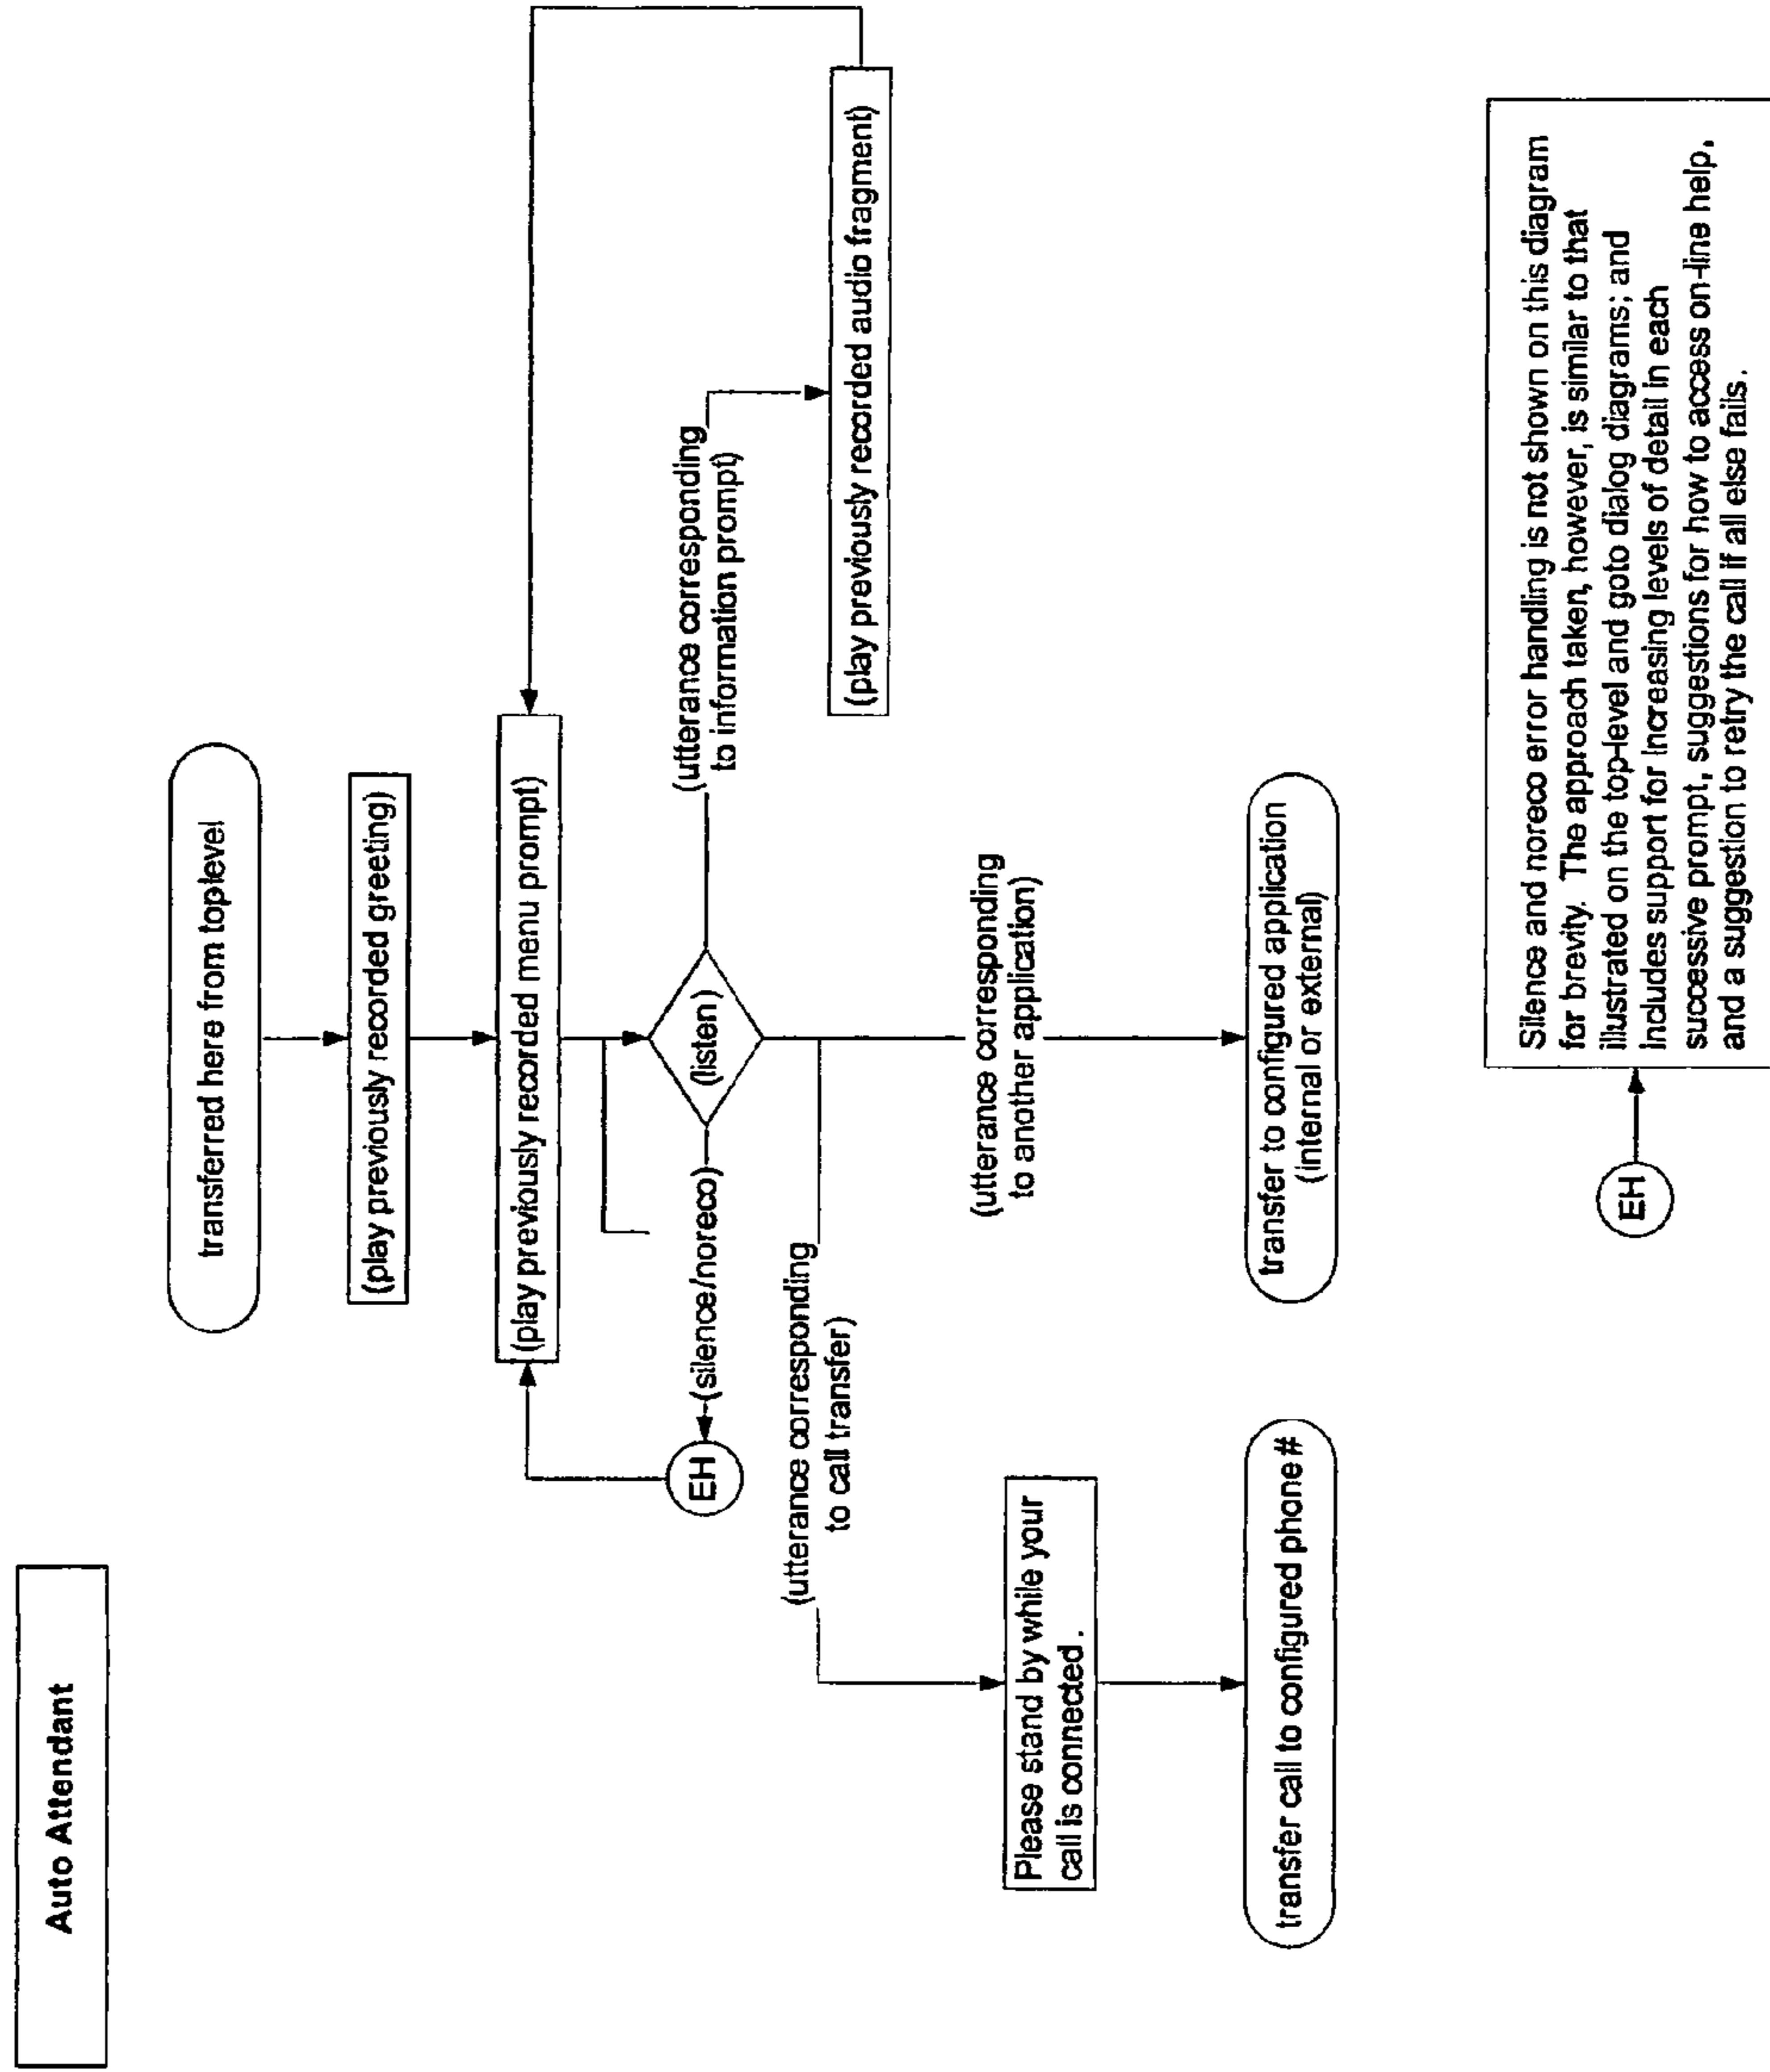 Auto Attendant
transferred here from toplevel
(play previously recorded greeting)
(play previously recorded menu prompt)
(listen)
(silence/noreco)
EH
(utterance corresponding
to information prompt)
(play previously recorded audio fragment)
(utterance corresponding
to call transfer)
(utterance corresponding
to another application)
Please stand by while your
call is connected.
transfer call to configured phone #
transfer to configured application
(internal or external)
EH
Silence and noreco error handling is not shown on this diagram
for brevity. The approach taken, however, is similar to that
illustrated on the top-level and goto dialog diagrams; and
includes support for increasing levels of detail in each
successive prompt, suggestions for how to access on-line help,
and a suggestion to retry the call if all else fails.